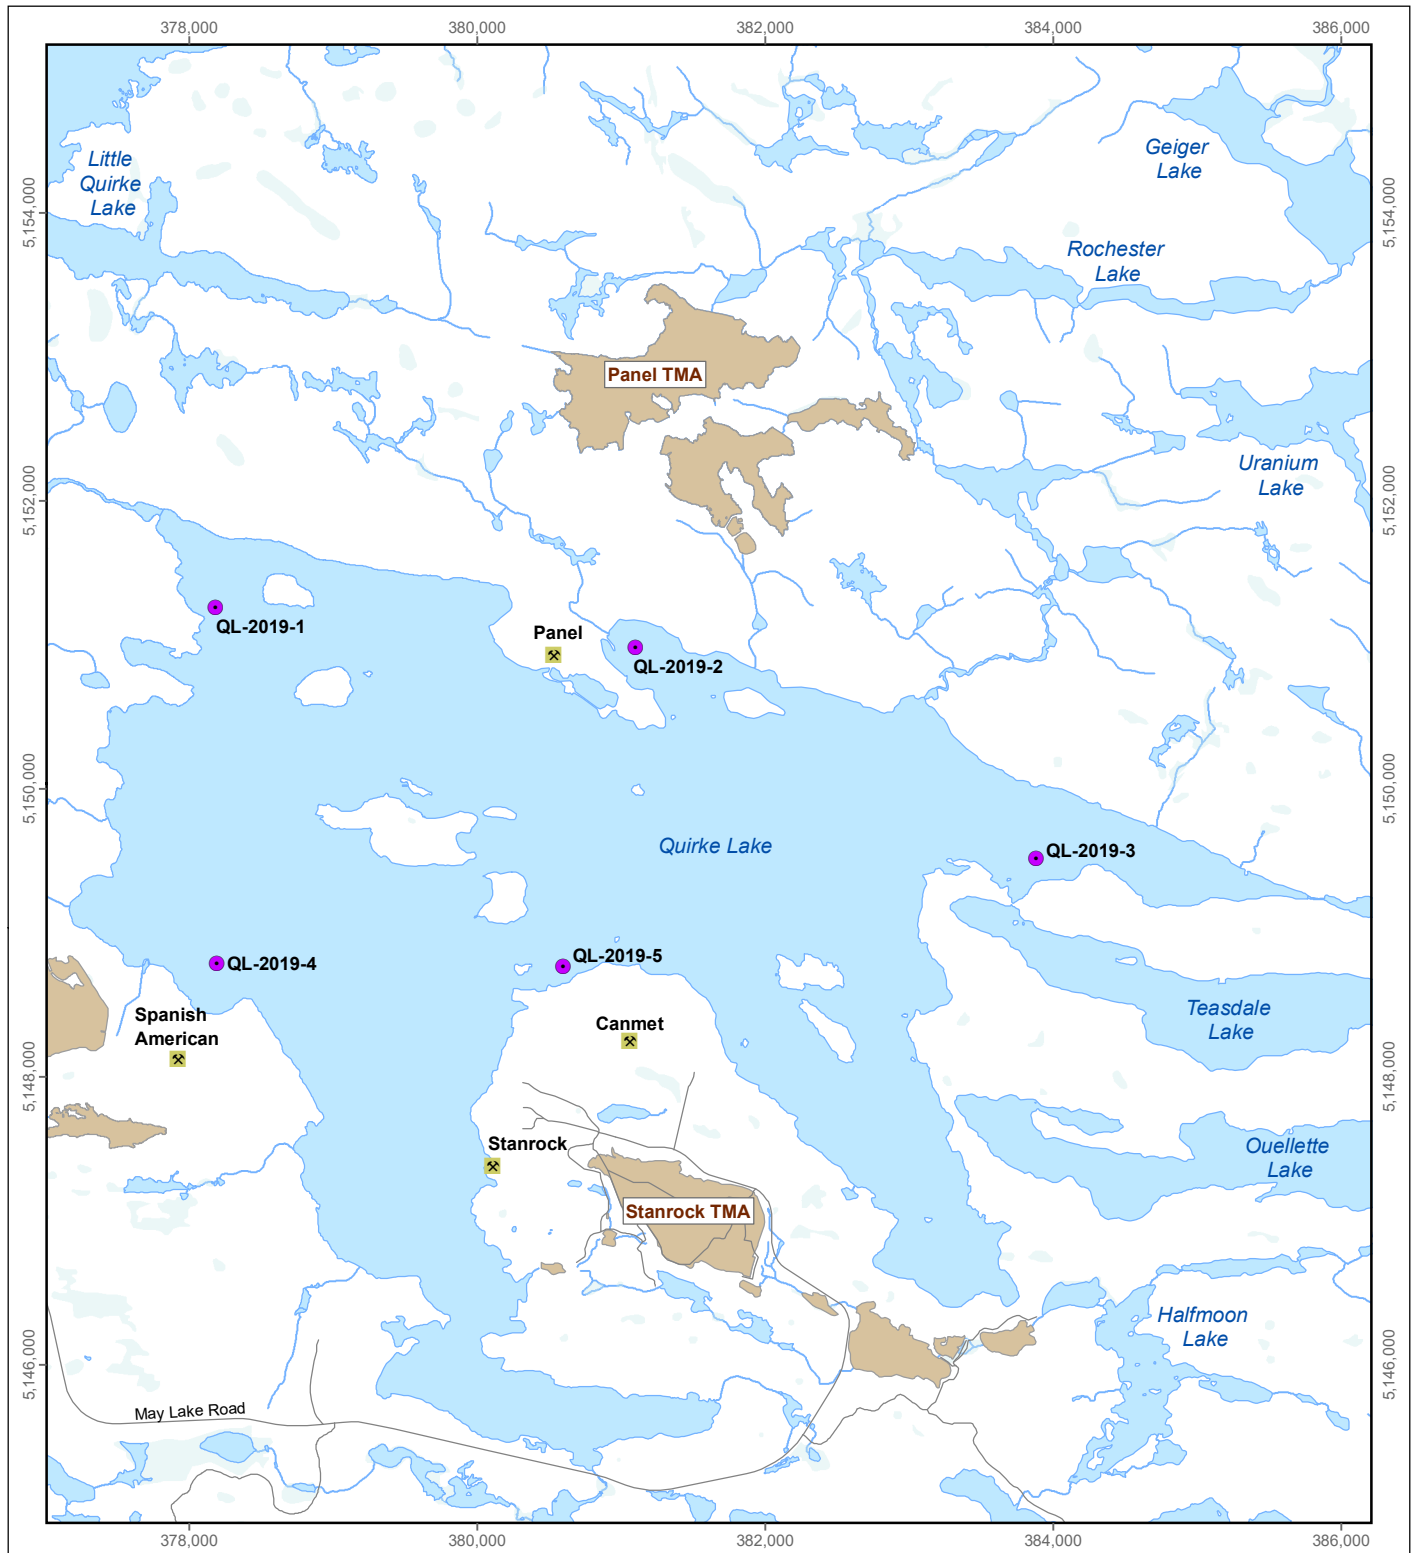 378,000
380,000
382,000
384,000
386,000
Little
Quirke
Lake
Geiger
Lake
5,154,000
5,154,000
Rochester
Lake
Panel TMA
Uranium
Lake
5,152,000
5,152,000
QL-2019-1
Panel
QL-2019-2
5,150,000
5,150,000
Quirke Lake
QL-2019-3
QL-2019-4
QL-2019-5
Spanish
American
Canmet
Teasdale
Lake
5,148,000
5,148,000
Stanrock
Ouellette
Lake
Stanrock TMA
Halfmoon
Lake
5,146,000
5,146,000
May Lake Road
378,000
380,000
382,000
384,000
386,000